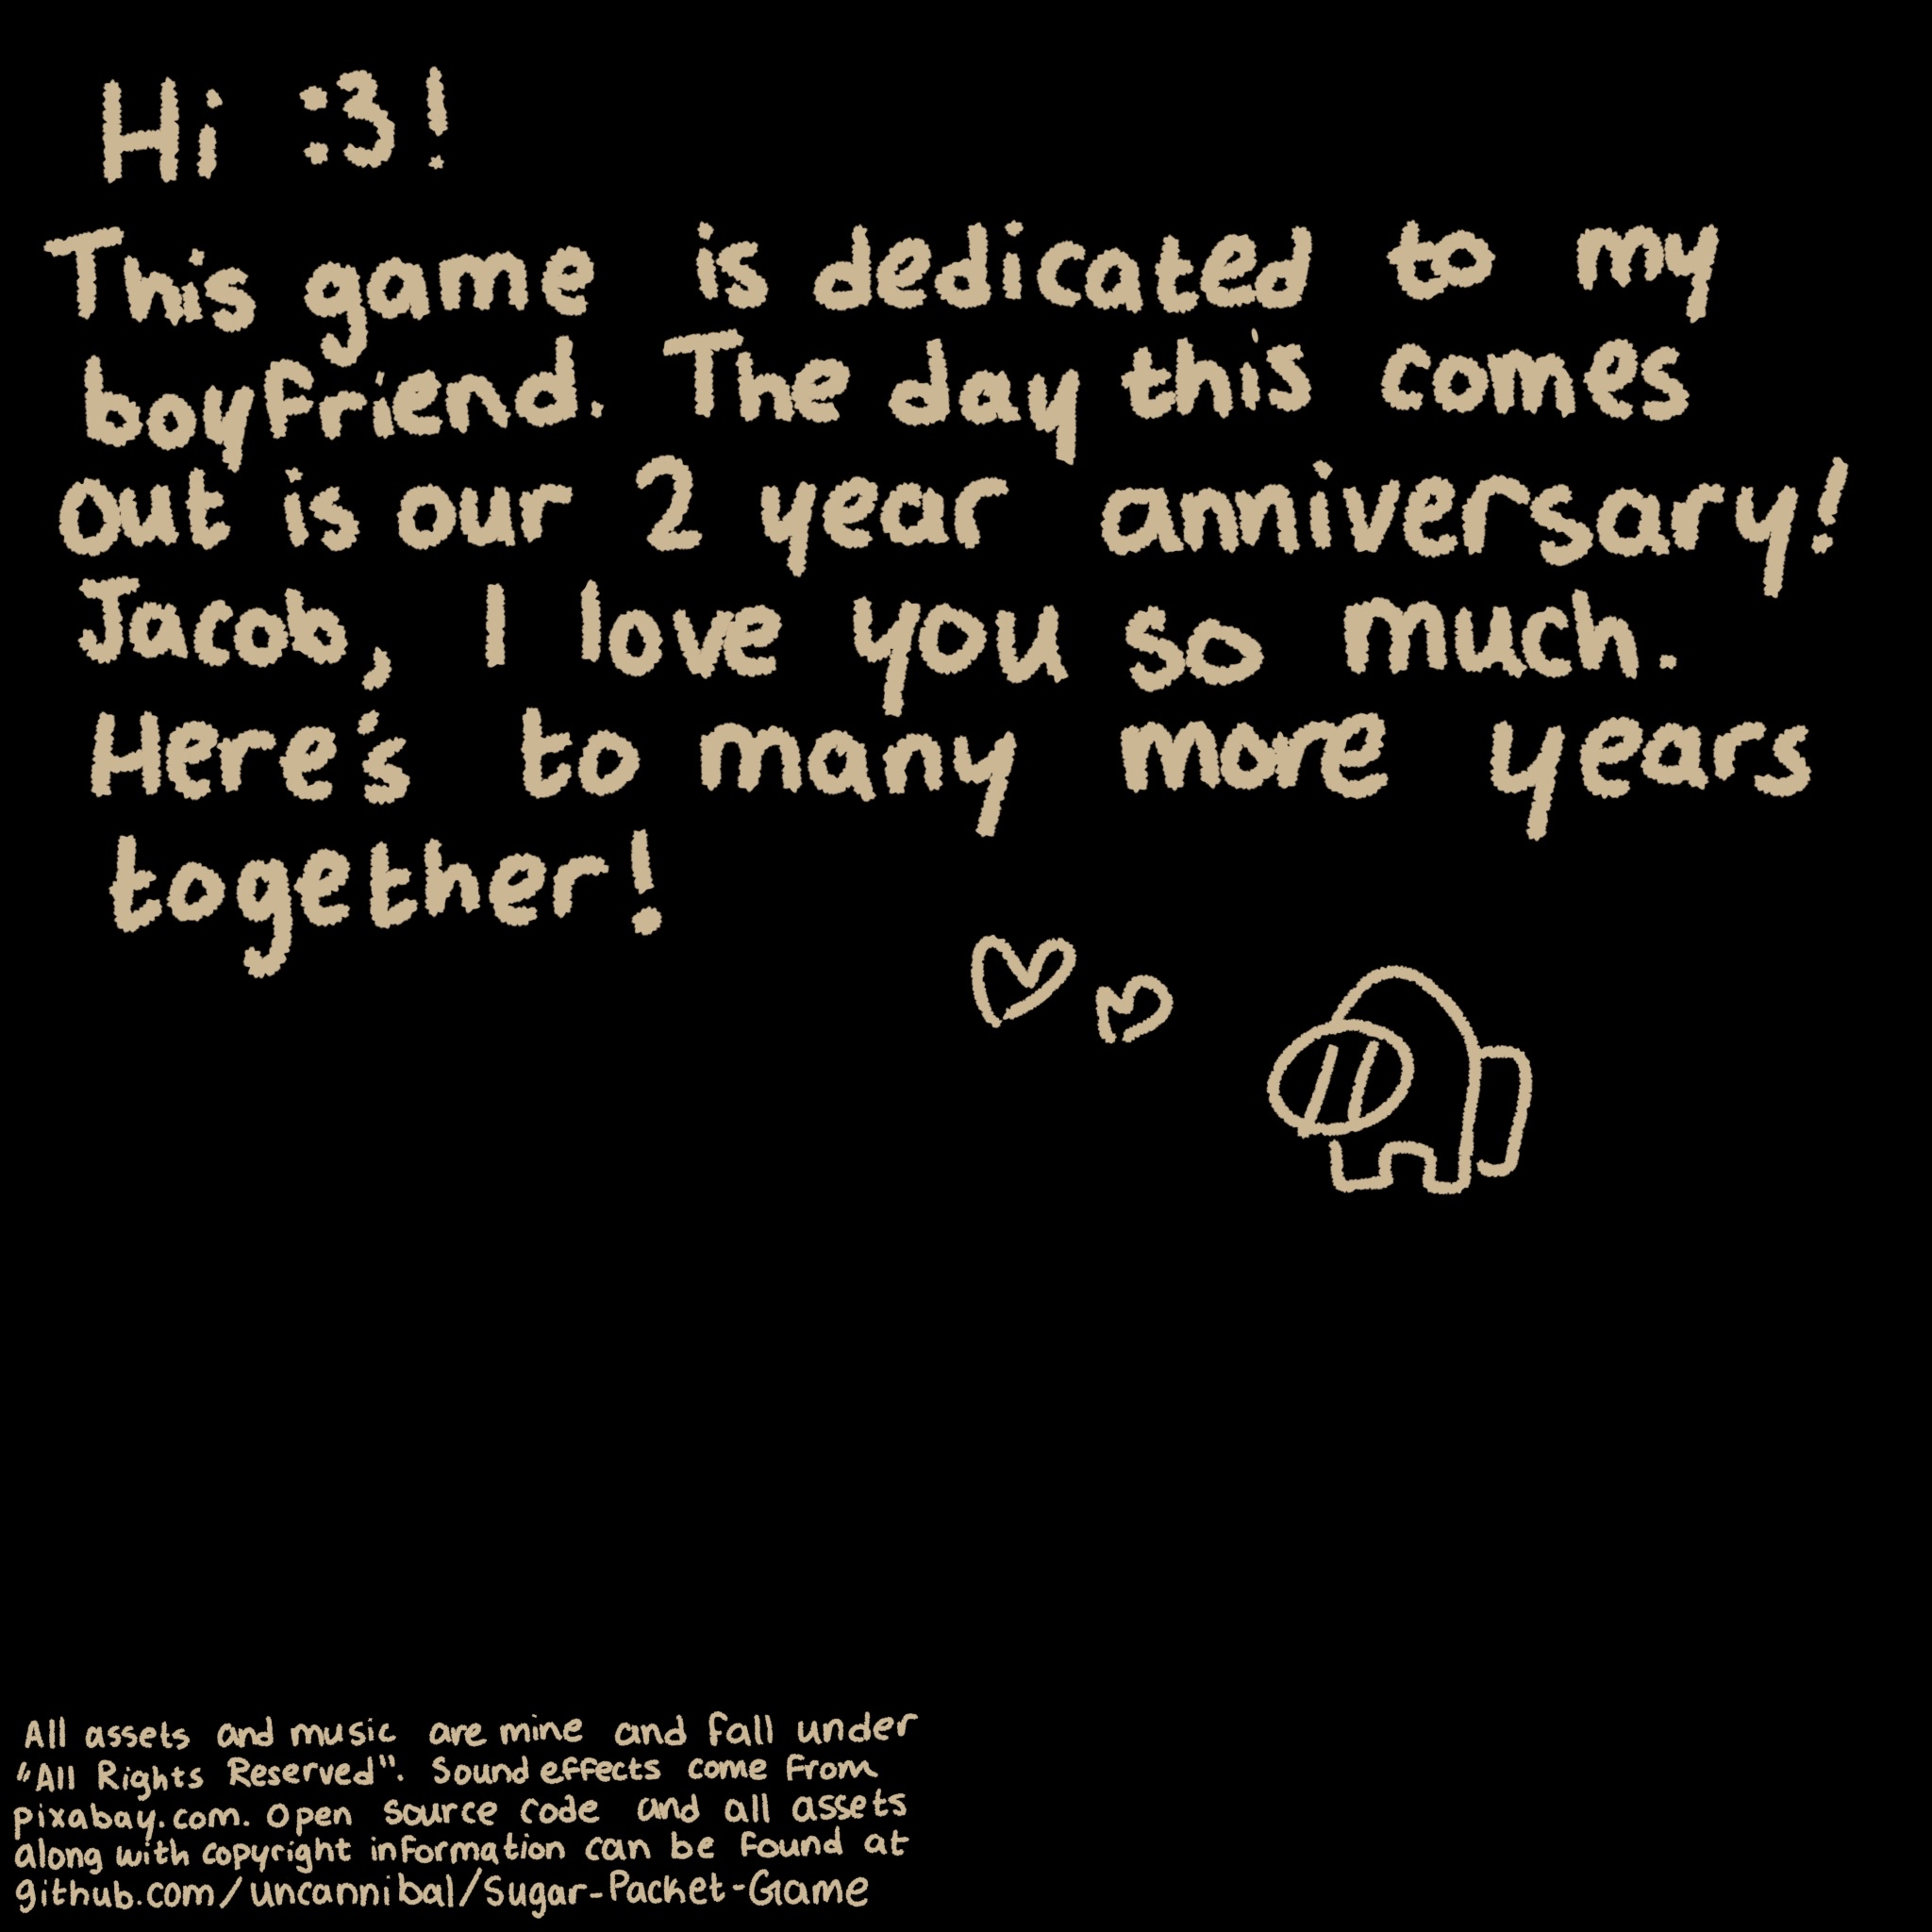 Hi :3!
This game is dedicated to my
boyfriend. The day this comes
out is our 2 year anniversary!
Jacob, I love you so much.
Here's to many more years
together!
All assets and music are mine and fall under
"All Rights Reserved". Sound effects come from
pixabay.com. Open source code and all assets
along with copyright information can be found at
github.com/uncannibal/Sugar-Packet-Game